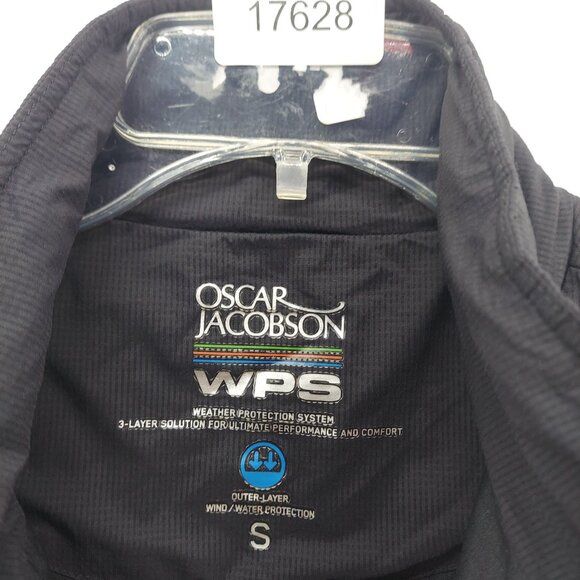 17628
OSCAR
JACOBSON
WPS
WEATHER PROTECTION SYSTEM
3-LAYER SOLUTION FOR ULTIMATE PERFORMANCE AND COMFORT
OUTER-LAYER
WIND/WATER PROTECTION
S